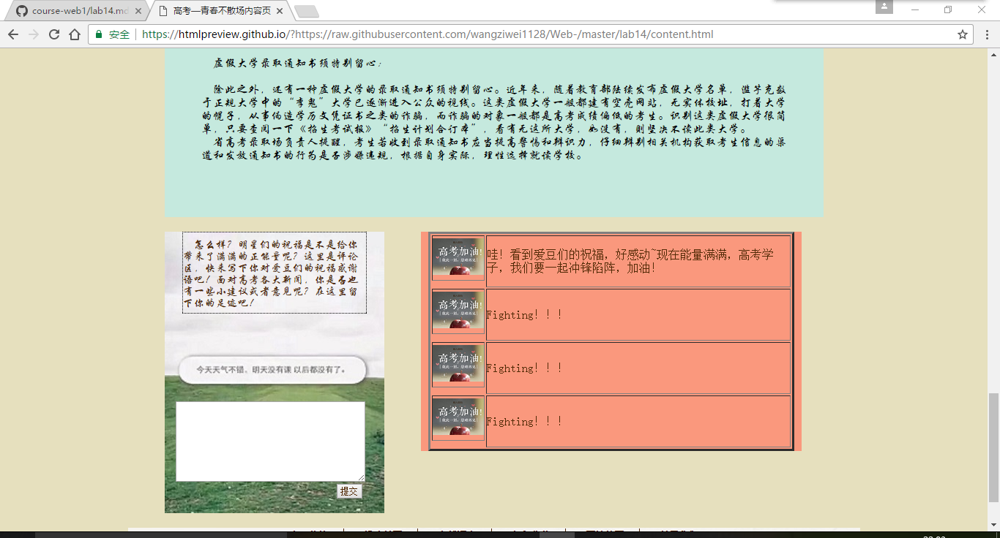 course-web1/lab14.md
高考—青春不散场内容页
安全
https://htmlpreview.github.io/?https://raw.githubusercontent.com/wangziwei1128/Web-/master/lab14/content.html
虚假大学录取通知书须特别留心：
除此之外，还有一种虚假大学的录取通知书须特别留心。近年来，随着教育部陆续发布虚假大学名单，滥竽充数
于正规大学中的“李鬼”大学已逐渐进入公众的视线。这类虚假大学一般都建有空壳网站，无实体校址，打着大学
的幌子，从事伪造学历文凭证书之类的诈骗，而诈骗的对象一般都是高考成绩偏低的考生。识别这类虚假大学很简
单，只要查阅一下《招生考试报》“招生计划合订本”，看有无这所大学，如没有，则坚决不读此类大学。
省高考录取场负责人提醒，考生若收到录取通知书应当提高警惕和辨识力，仔细辨别相关机构获取考生信息的渠
道和发放通知书的行为是否涉嫌违规，根据自身实际，理性选择就读学校。
怎么样？明星们的祝福是不是给你
带来了满满的正能量呢？这里是评论
区，快来写下你对爱豆们的祝福感谢
语吧！面对高考各大新闻，你是否也
有一些小建议或者意见呢？在这里留
下你的足迹吧！
今天天气不错。明天没有课 以后都没有了。
提交
高考加油!
哇！看到爱豆们的祝福，好感动~现在能量满满，高考学
子，我们要一起冲锋陷阵，加油！
高考加油!
Fighting！！！
高考加油!
Fighting！！！
高考加油!
Fighting！！！